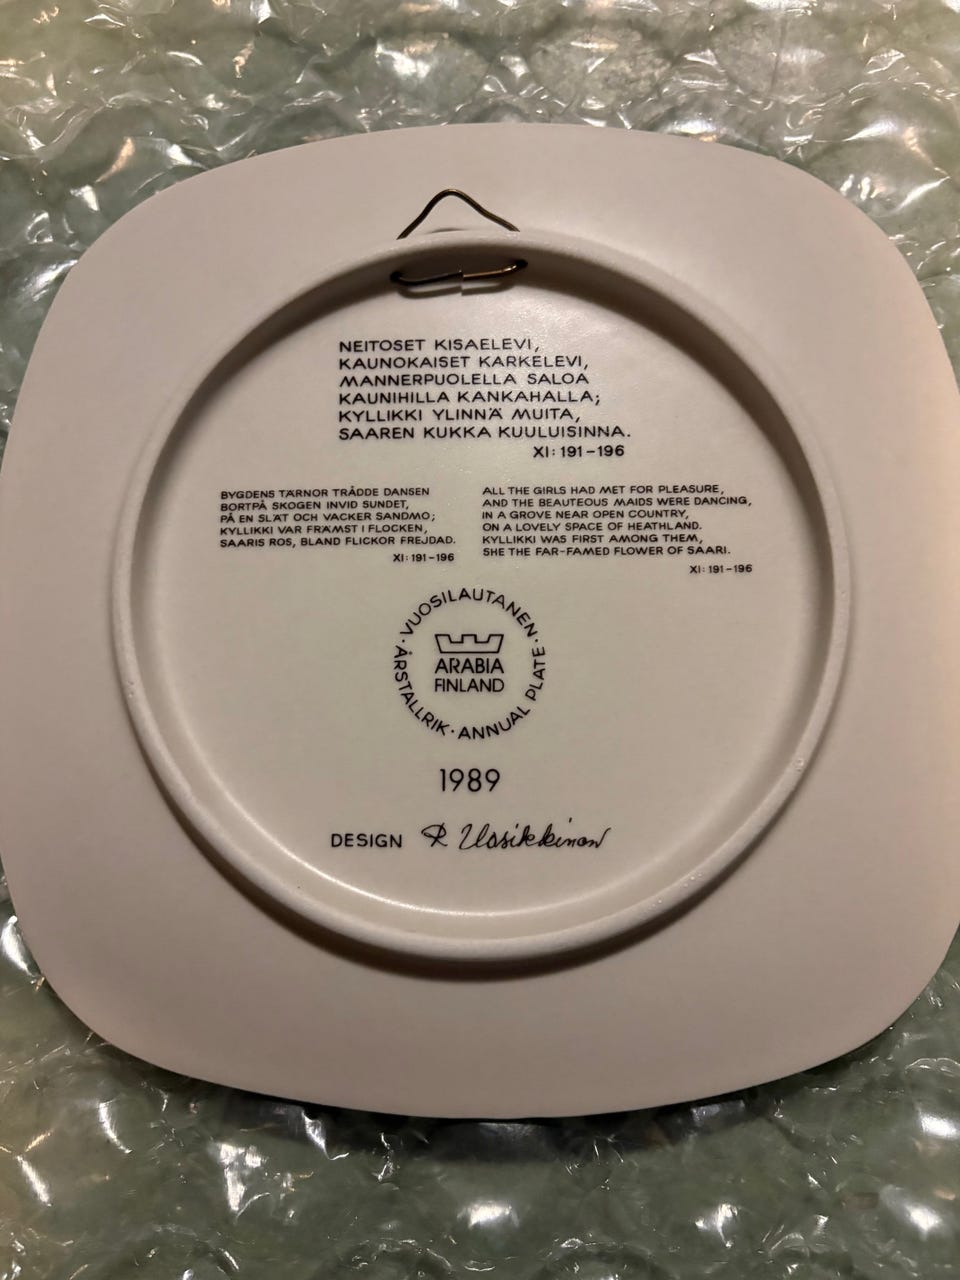 NEITOSET KISAELEVI,
KAUNOKAISET KARKELEVI,
MANNERPUOLELLA SALOA
KAUNIHILLA KANKAHALLA;
KYLLIKKI YLINNÄ MUITA,
SAAREN KUKKA KUULUISINNA.
XI: 191–196
BYGDENS TÄRNOR TRÅDDE DANSEN
BORTPÅ SKOGEN INVID SUNDET,
PÅ EN SLÄT OCH VACKER SANDMO;
KYLLIKKI VAR FRÄMST I FLOCKEN,
SAARIS ROS, BLAND FLICKOR FREJDAD.
XI: 191–196
ALL THE GIRLS HAD MET FOR PLEASURE,
AND THE BEAUTEOUS MAIDS WERE DANCING,
IN A GROVE NEAR OPEN COUNTRY,
ON A LOVELY SPACE OF HEATHLAND.
KYLLIKKI WAS FIRST AMONG THEM,
SHE THE FAR-FAMED FLOWER OF SAARI.
XI: 191–196
· VUOSILAUTANEN · ANNUAL PLATE · ÅRSTALLRIK
ARABIA
FINLAND
1989
DESIGN R Uosikkinen